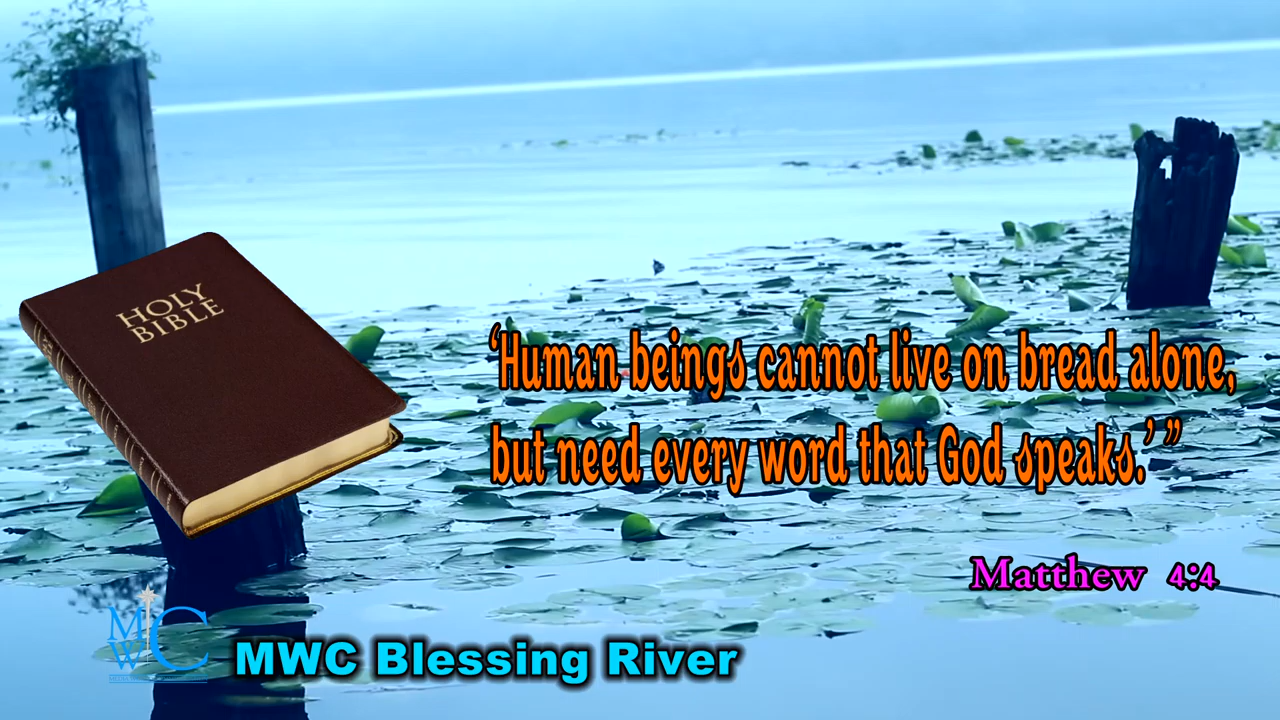 HOLY
BIBLE
‘Human beings cannot live on bread alone,
but need every word that God speaks.’ ”
Matthew 4:4
MWC
MWC Blessing River